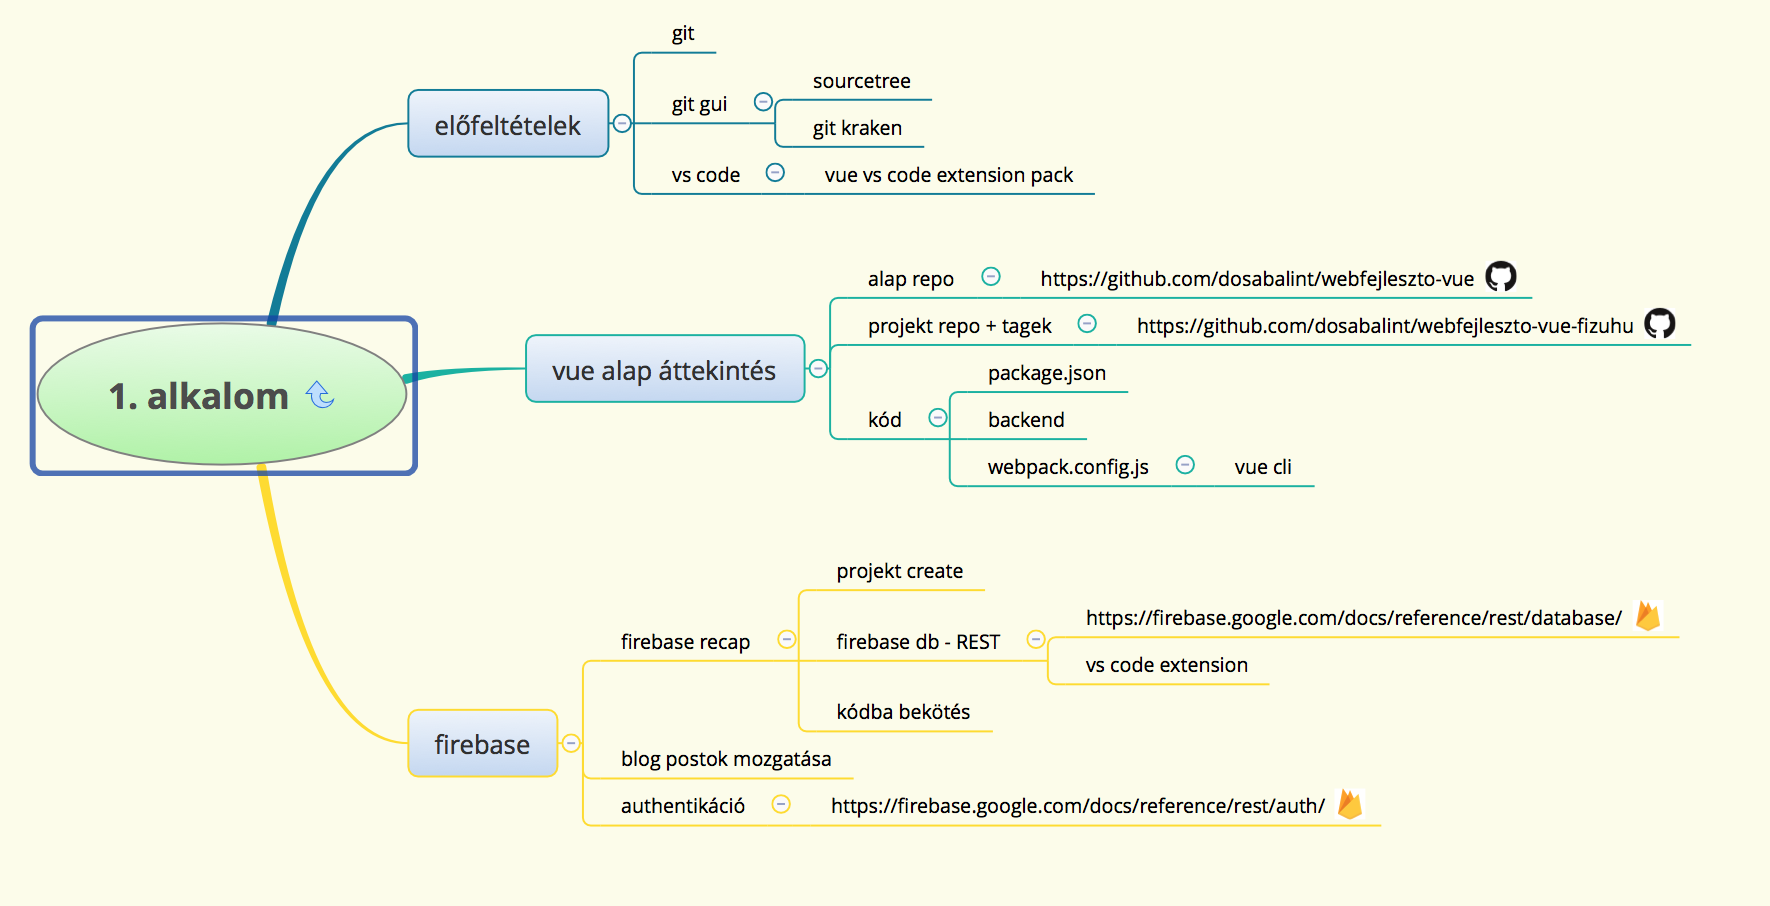 1. alkalom
előfeltételek
git
git gui
sourcetree
git kraken
vs code
vue vs code extension pack
vue alap áttekintés
alap repo
https://github.com/dosabalint/webfejleszto-vue
projekt repo + tagek
https://github.com/dosabalint/webfejleszto-vue-fizuhu
kód
package.json
backend
webpack.config.js
vue cli
firebase
firebase recap
projekt create
firebase db - REST
https://firebase.google.com/docs/reference/rest/database/
vs code extension
kódba bekötés
blog postok mozgatása
authentikáció
https://firebase.google.com/docs/reference/rest/auth/